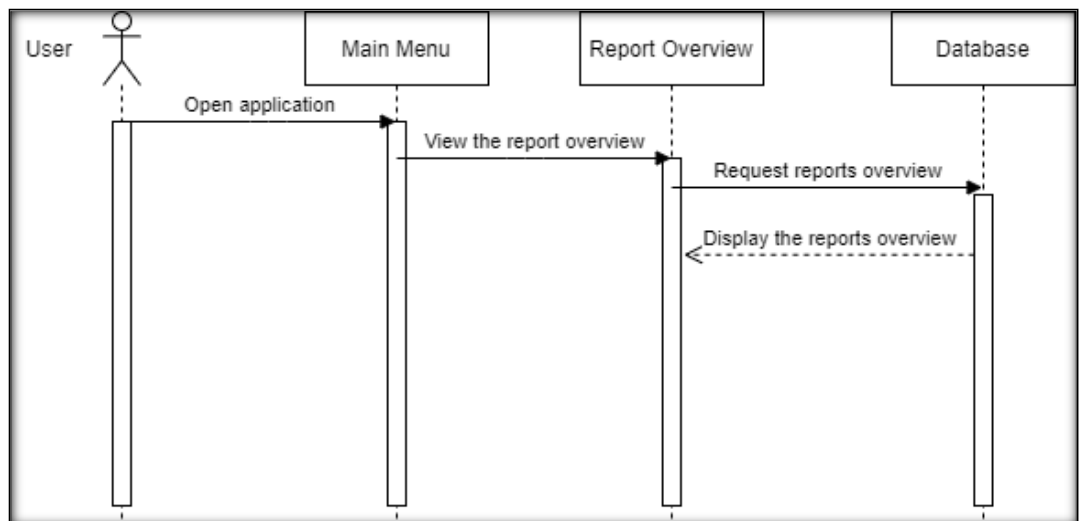 User
Main Menu
Report Overview
Database
Open application
View the report overview
Request reports overview
Display the reports overview